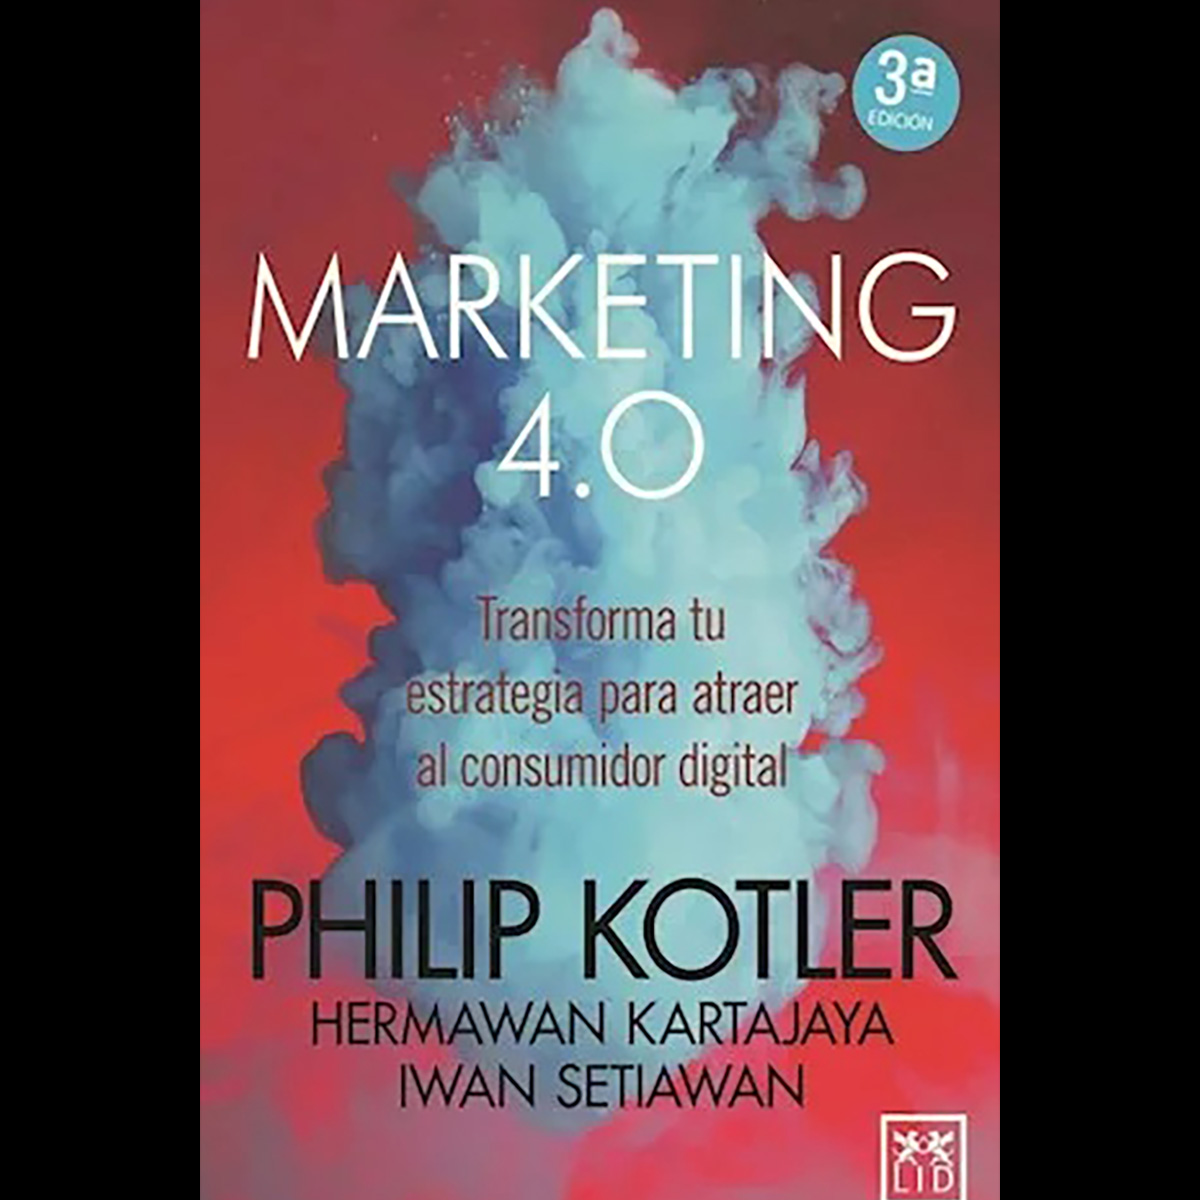 3ª
EDICIÓN
MARKETING
4.0
Transforma tu
estrategia para atraer
al consumidor digital
PHILIP KOTLER
HERMAWAN KARTAJAYA
IWAN SETIAWAN
LID